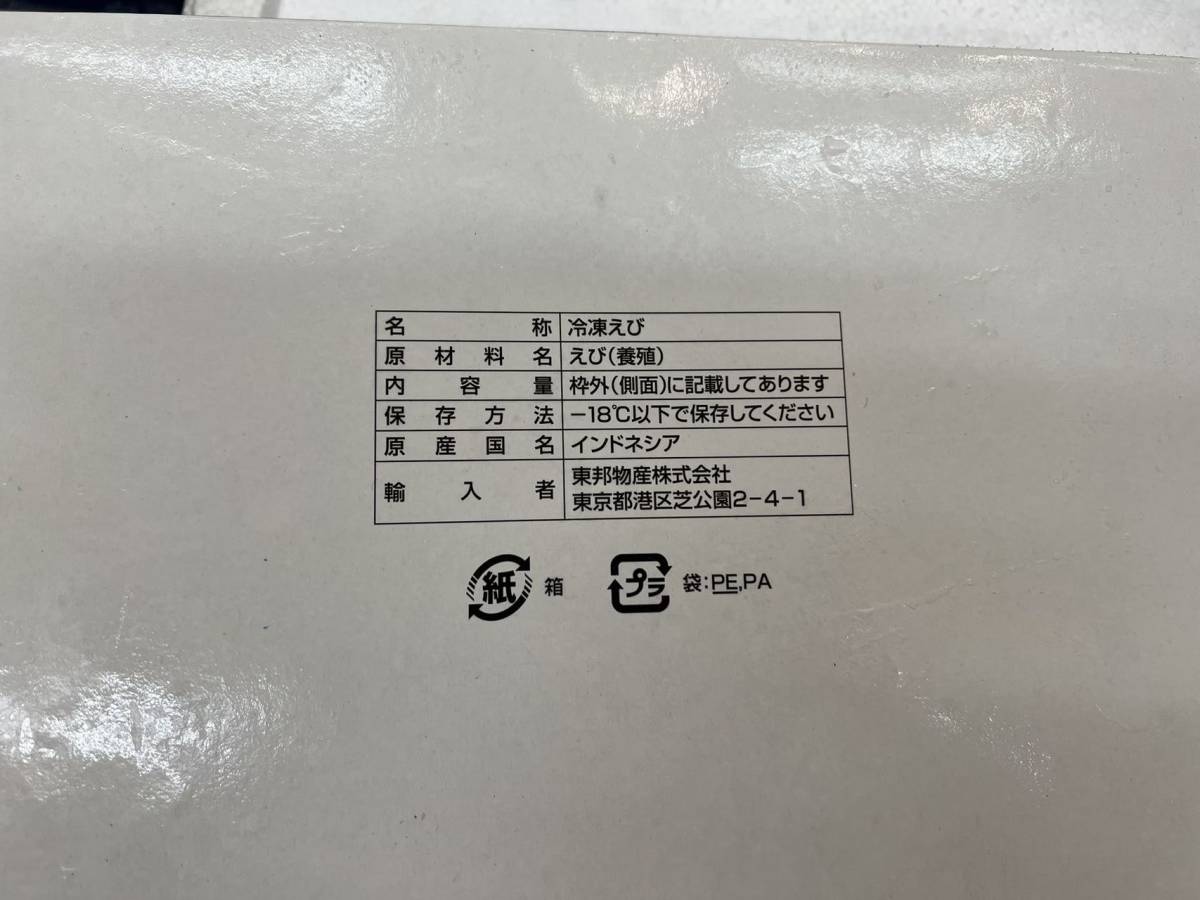 名称 冷凍えび
原材料名 えび(養殖)
内容量 枠外(側面)に記載してあります
保存方法 −18℃以下で保存してください
原産国名 インドネシア
輸入者 東邦物産株式会社
東京都港区芝公園2−4−1
紙 箱 プラ 袋:PE,PA